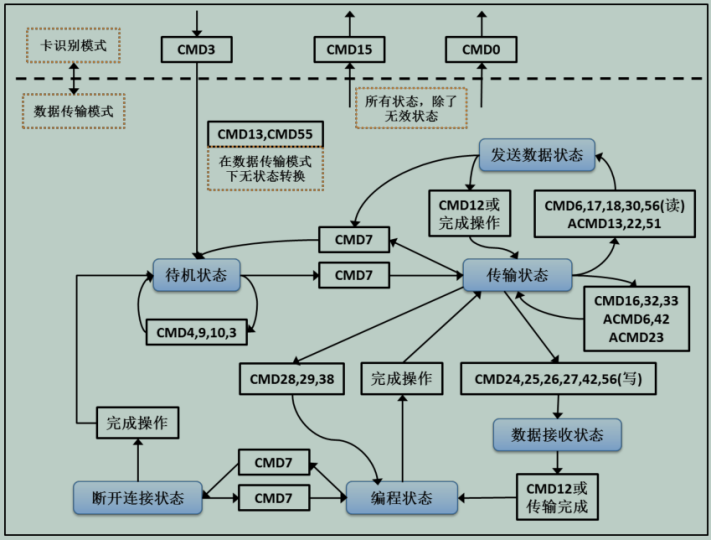 卡识别模式
CMD3
CMD15
CMD0
数据传输模式
所有状态，除了
无效状态
CMD13,CMD55
在数据传输模式
下无状态转换
发送数据状态
CMD12或
完成操作
CMD6,17,18,30,56(读)
ACMD13,22,51
CMD7
待机状态
CMD7
传输状态
CMD4,9,10,3
CMD16,32,33
ACMD6,42
ACMD23
CMD28,29,38
完成操作
CMD24,25,26,27,42,56(写)
完成操作
数据接收状态
CMD7
断开连接状态
CMD7
编程状态
CMD12或
传输完成